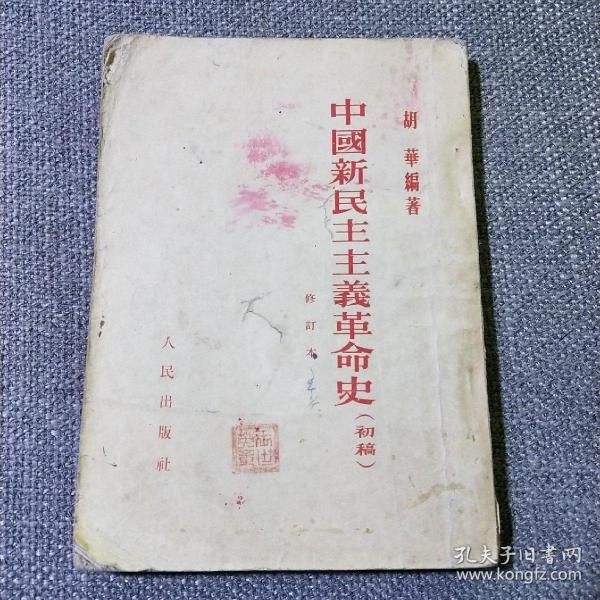 胡華編著
中國新民主主義革命史(初稿)
修訂本
人民出版社
孔夫子旧书网
www.kongfz.com